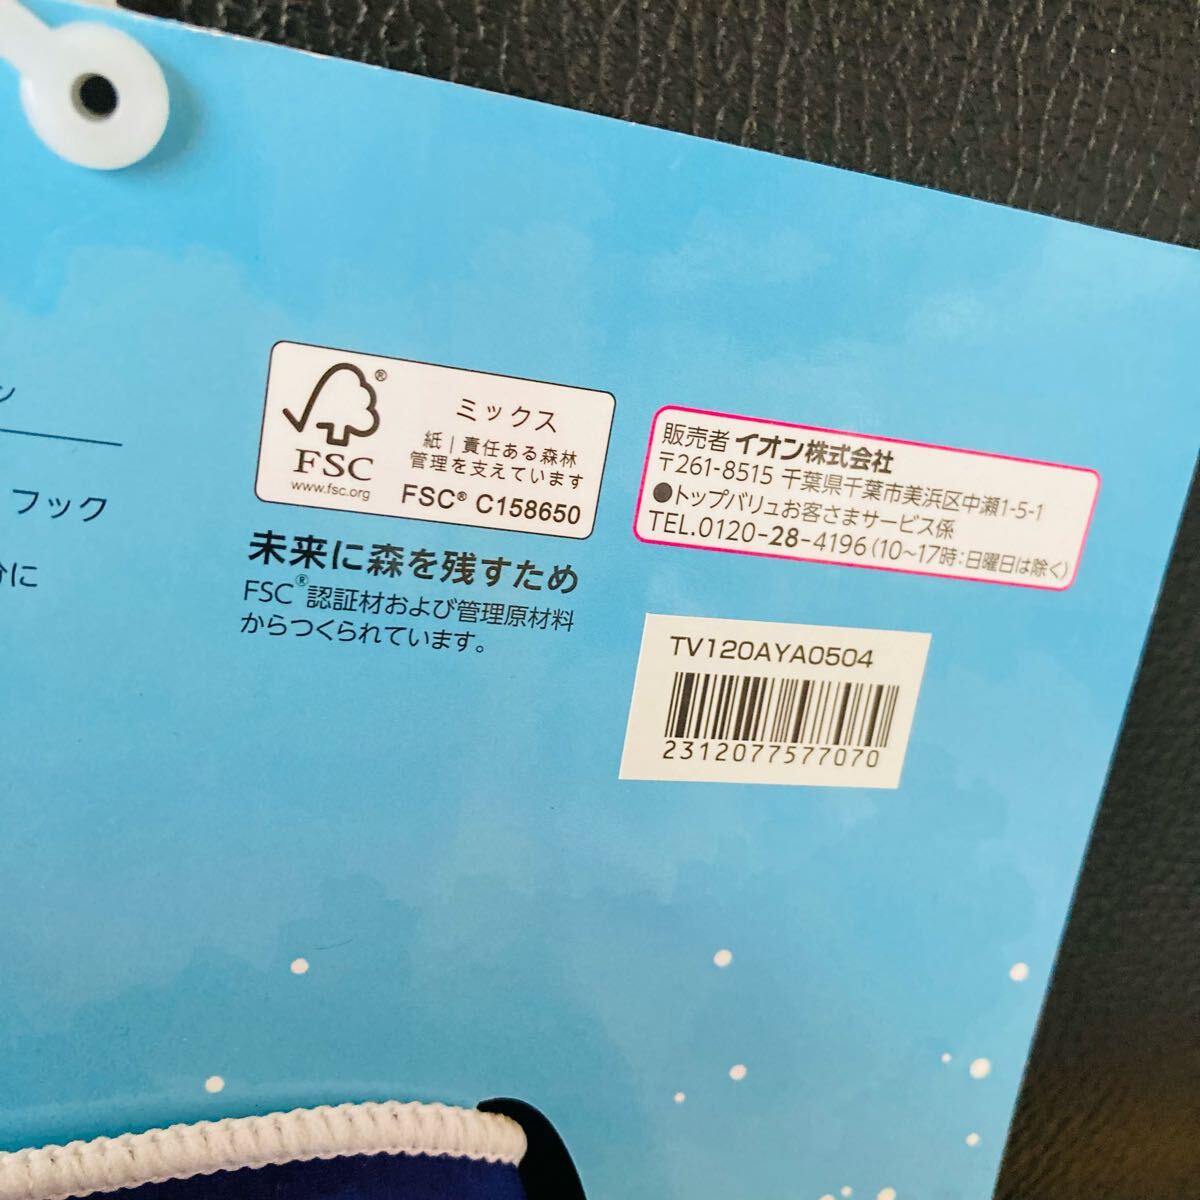 ン
フック
分に
FSC®
www.fsc.org
ミックス
紙 | 責任ある森林
管理を支えています
FSC® C158650
未来に森を残すため
FSC®認証材および管理原材料
からつくられています。
販売者 イオン株式会社
〒261-8515 千葉県千葉市美浜区中瀬1-5-1
●トップバリュお客さまサービス係
TEL.0120-28-4196(10~17時:日曜日は除く)
TV120AYA0504
2312077577070